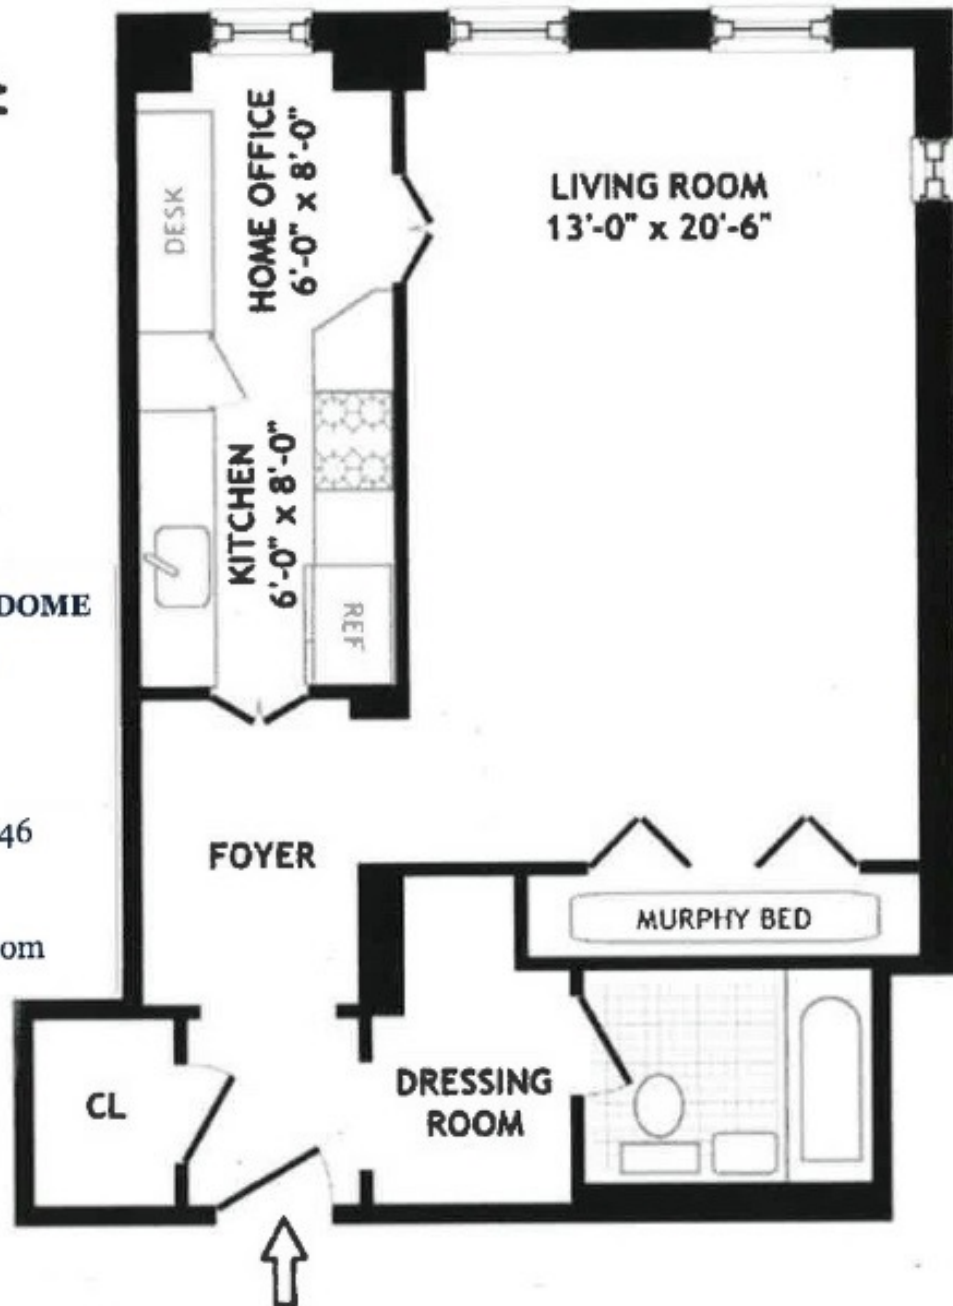 HOME OFFICE
6'-0" x 8'-0"
DESK
LIVING ROOM
13'-0" x 20'-6"
KITCHEN
6'-0" x 8'-0"
REF
DOME
46
FOYER
MURPHY BED
om
CL
DRESSING
ROOM